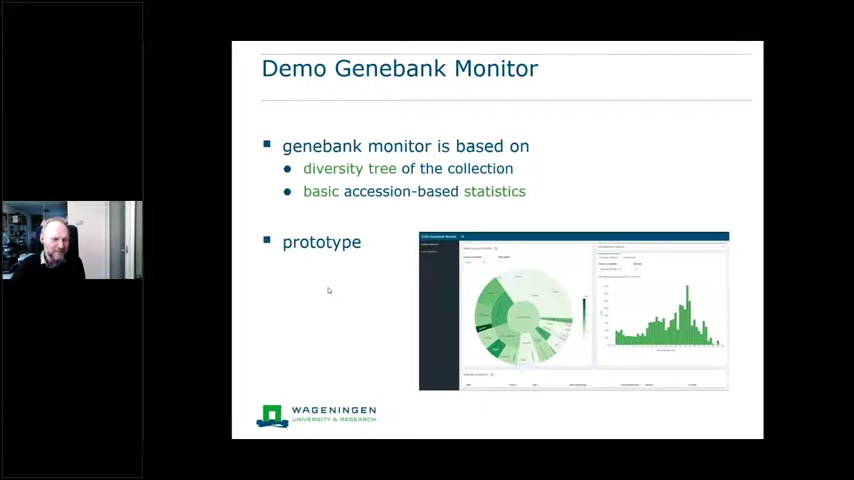 Demo Genebank Monitor
genebank monitor is based on
diversity tree of the collection
basic accession-based statistics
prototype
WAGENINGEN
UNIVERSITY & RESEARCH